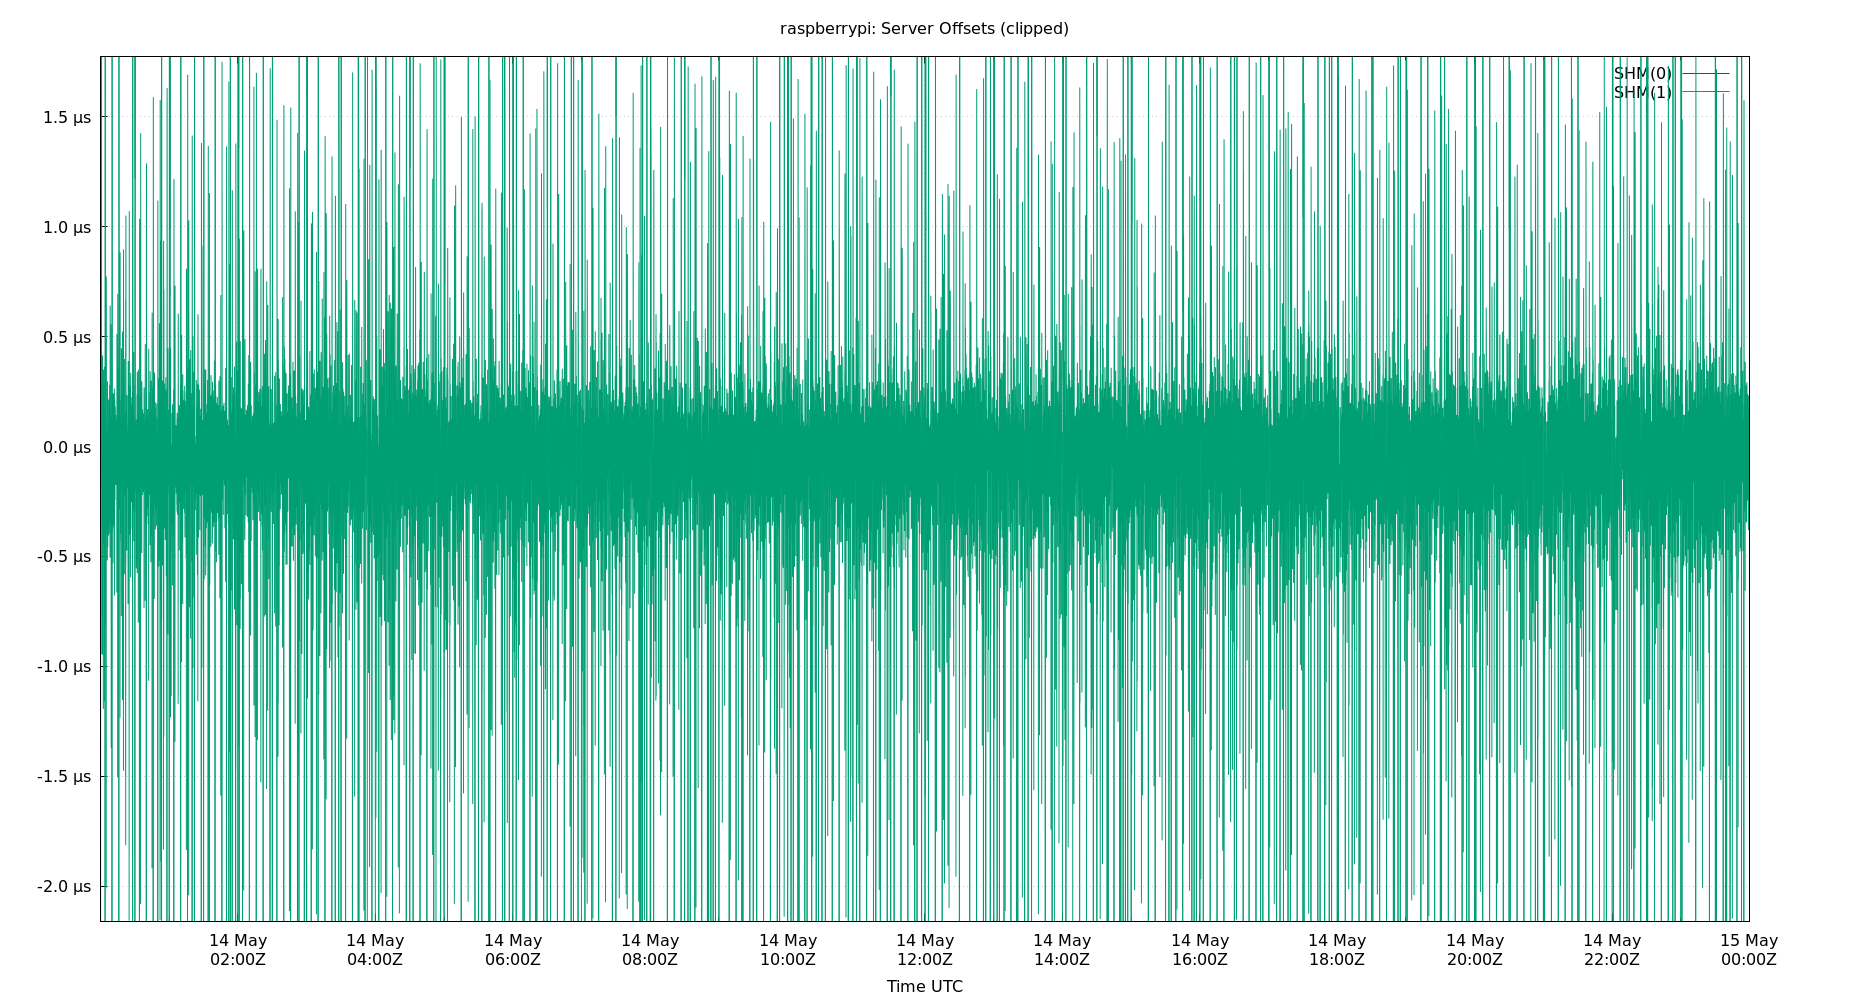 raspberrypi: Server Offsets (clipped)
SHM(0)
SHM(1)
1.5 µs
1.0 µs
0.5 µs
0.0 µs
-0.5 µs
-1.0 µs
-1.5 µs
-2.0 µs
14 May 14 May 14 May 14 May 14 May 14 May 14 May 14 May 14 May 14 May 14 May 15 May
02:00Z 04:00Z 06:00Z 08:00Z 10:00Z 12:00Z 14:00Z 16:00Z 18:00Z 20:00Z 22:00Z 00:00Z
Time UTC